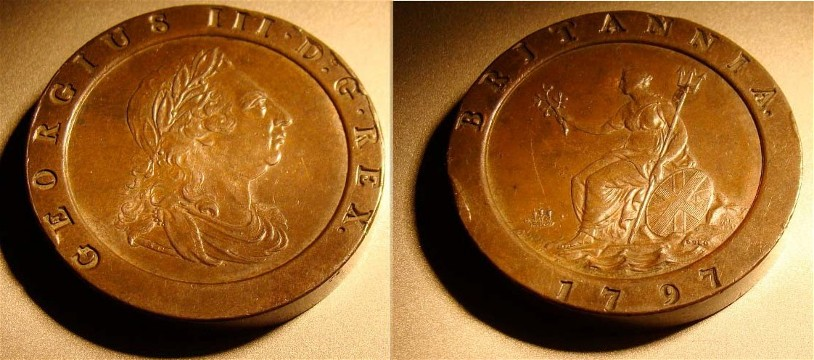 GEORGIUS III·D:G·REX.
BRITANNIA.
1797